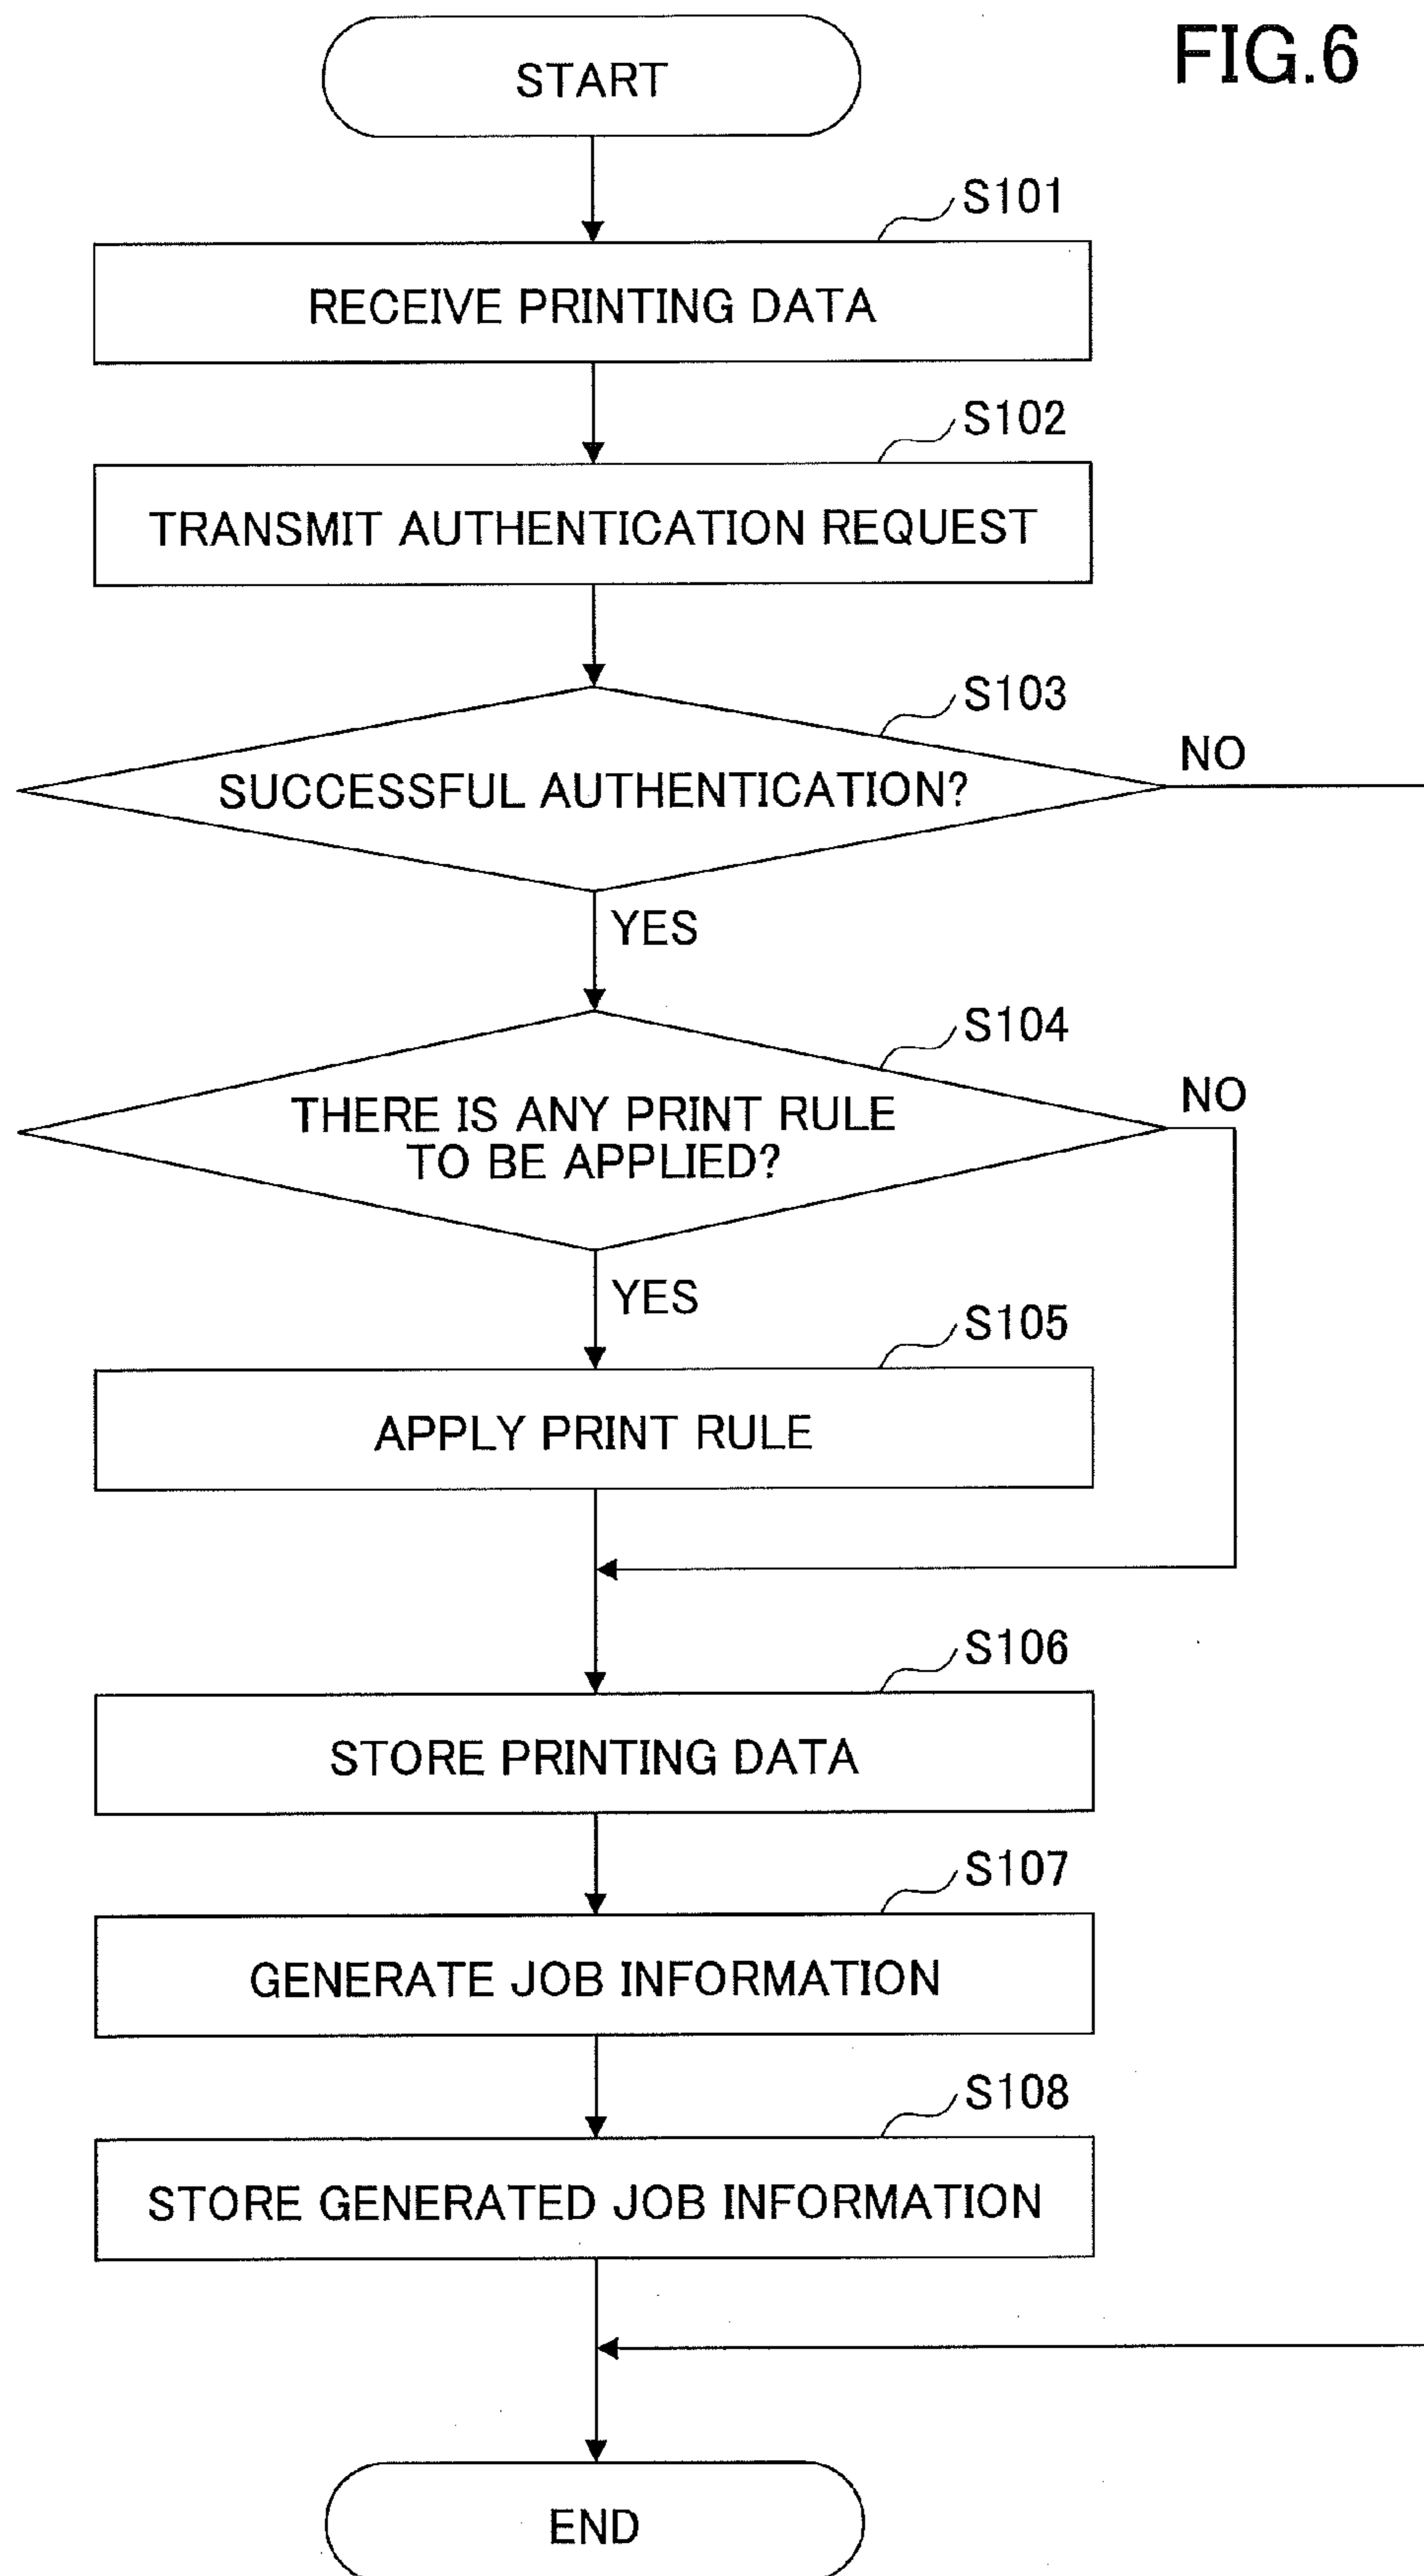 FIG.6
START
S101
RECEIVE PRINTING DATA
S102
TRANSMIT AUTHENTICATION REQUEST
S103
SUCCESSFUL AUTHENTICATION?
NO
YES
S104
THERE IS ANY PRINT RULE
TO BE APPLIED?
NO
YES
S105
APPLY PRINT RULE
S106
STORE PRINTING DATA
S107
GENERATE JOB INFORMATION
S108
STORE GENERATED JOB INFORMATION
END